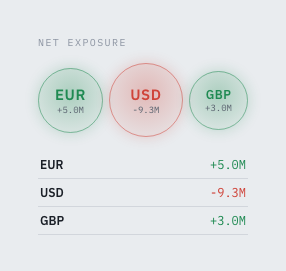 NET EXPOSURE
EUR USD GBP
+5.0M -9.3M +3.0M
EUR +5.0M
USD -9.3M
GBP +3.0M